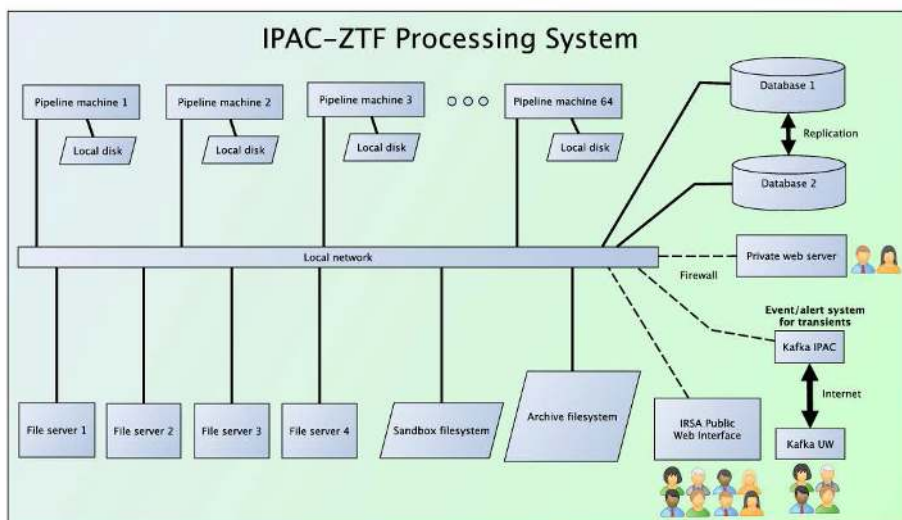 IPAC-ZTF Processing System
Pipeline machine 1
Pipeline machine 2
Pipeline machine 3
Pipeline machine 64
Database 1
Local disk
Local disk
Local disk
Local disk
Replication
Database 2
Local network
Private web server
Firewall
Event/alert system
for transients
Kafka IPAC
Internet
File server 1
File server 2
File server 3
File server 4
Sandbox filesystem
Archive filesystem
IRSA Public
Web Interface
Kafka UW